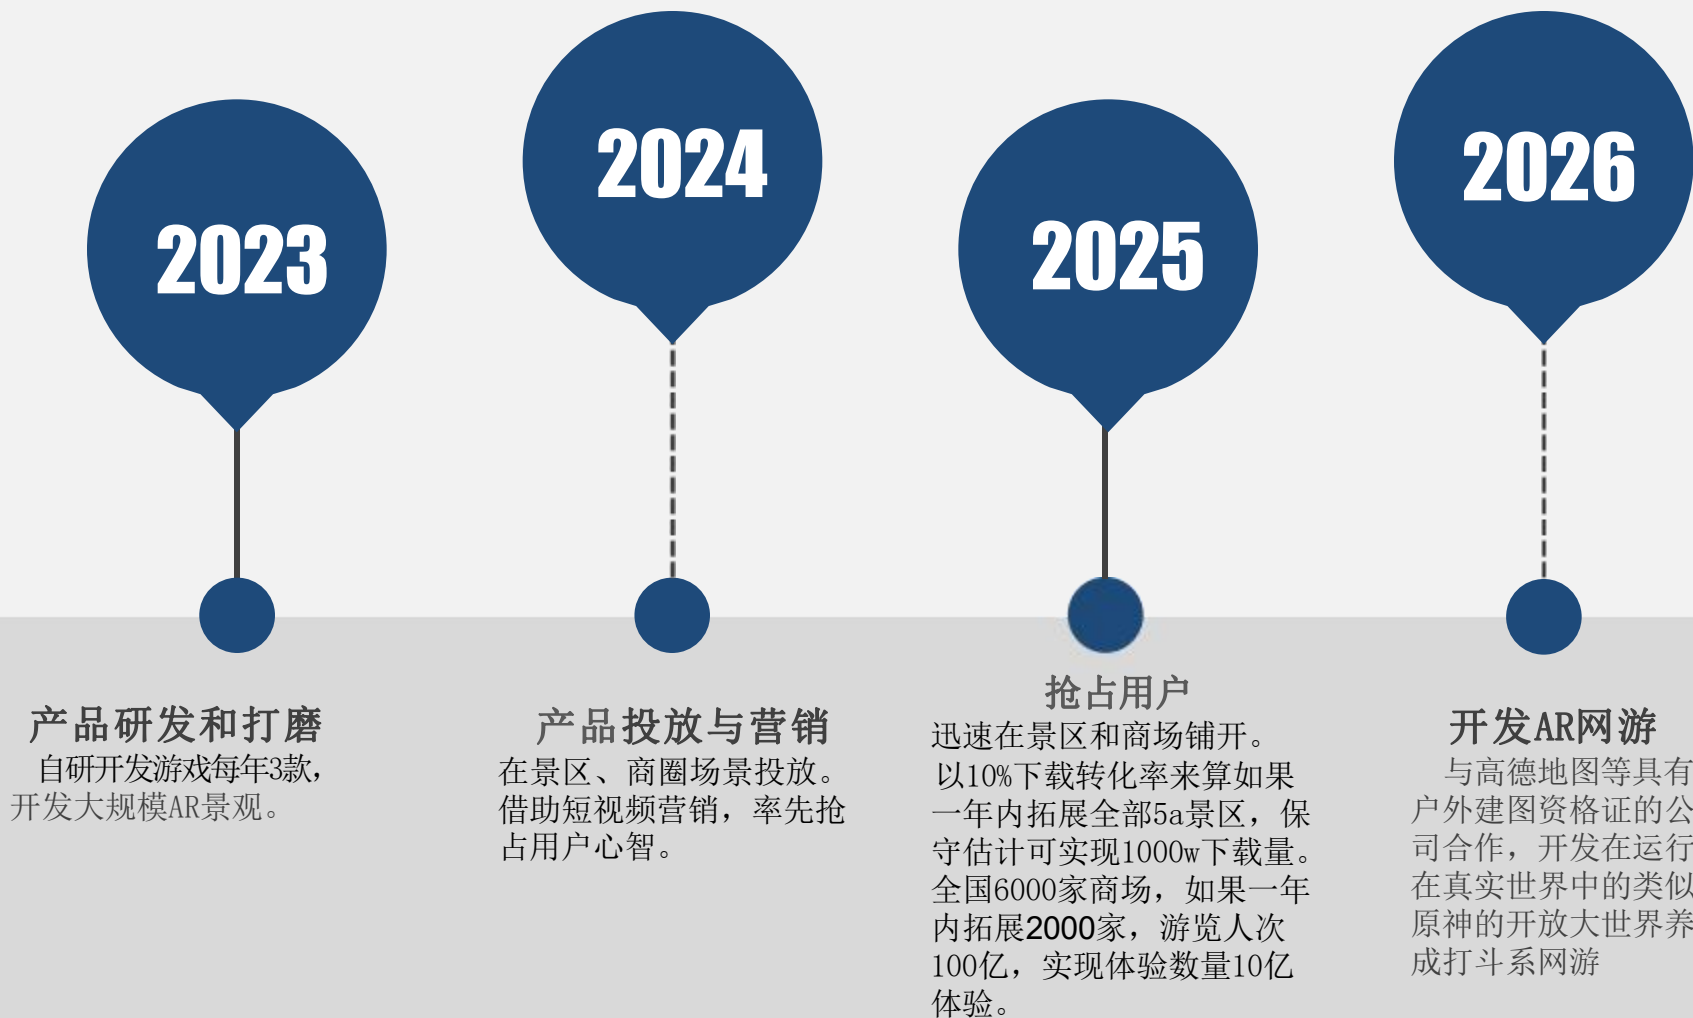 2023
2024
2025
2026
产品研发和打磨
自研开发游戏每年3款，
开发大规模AR景观。
产品投放与营销
在景区、商圈场景投放。
借助短视频营销，率先抢
占用户心智。
抢占用户
迅速在景区和商场铺开。
以10%下载转化率来算如果
一年内拓展全部5a景区，保
守估计可实现1000w下载量。
全国6000家商场，如果一年
内拓展2000家，游览人次
100亿，实现体验数量10亿
体验。
开发AR网游
与高德地图等具有
户外建图资格证的公
司合作，开发在运行
在真实世界中的类似
原神的开放大世界养
成打斗系网游